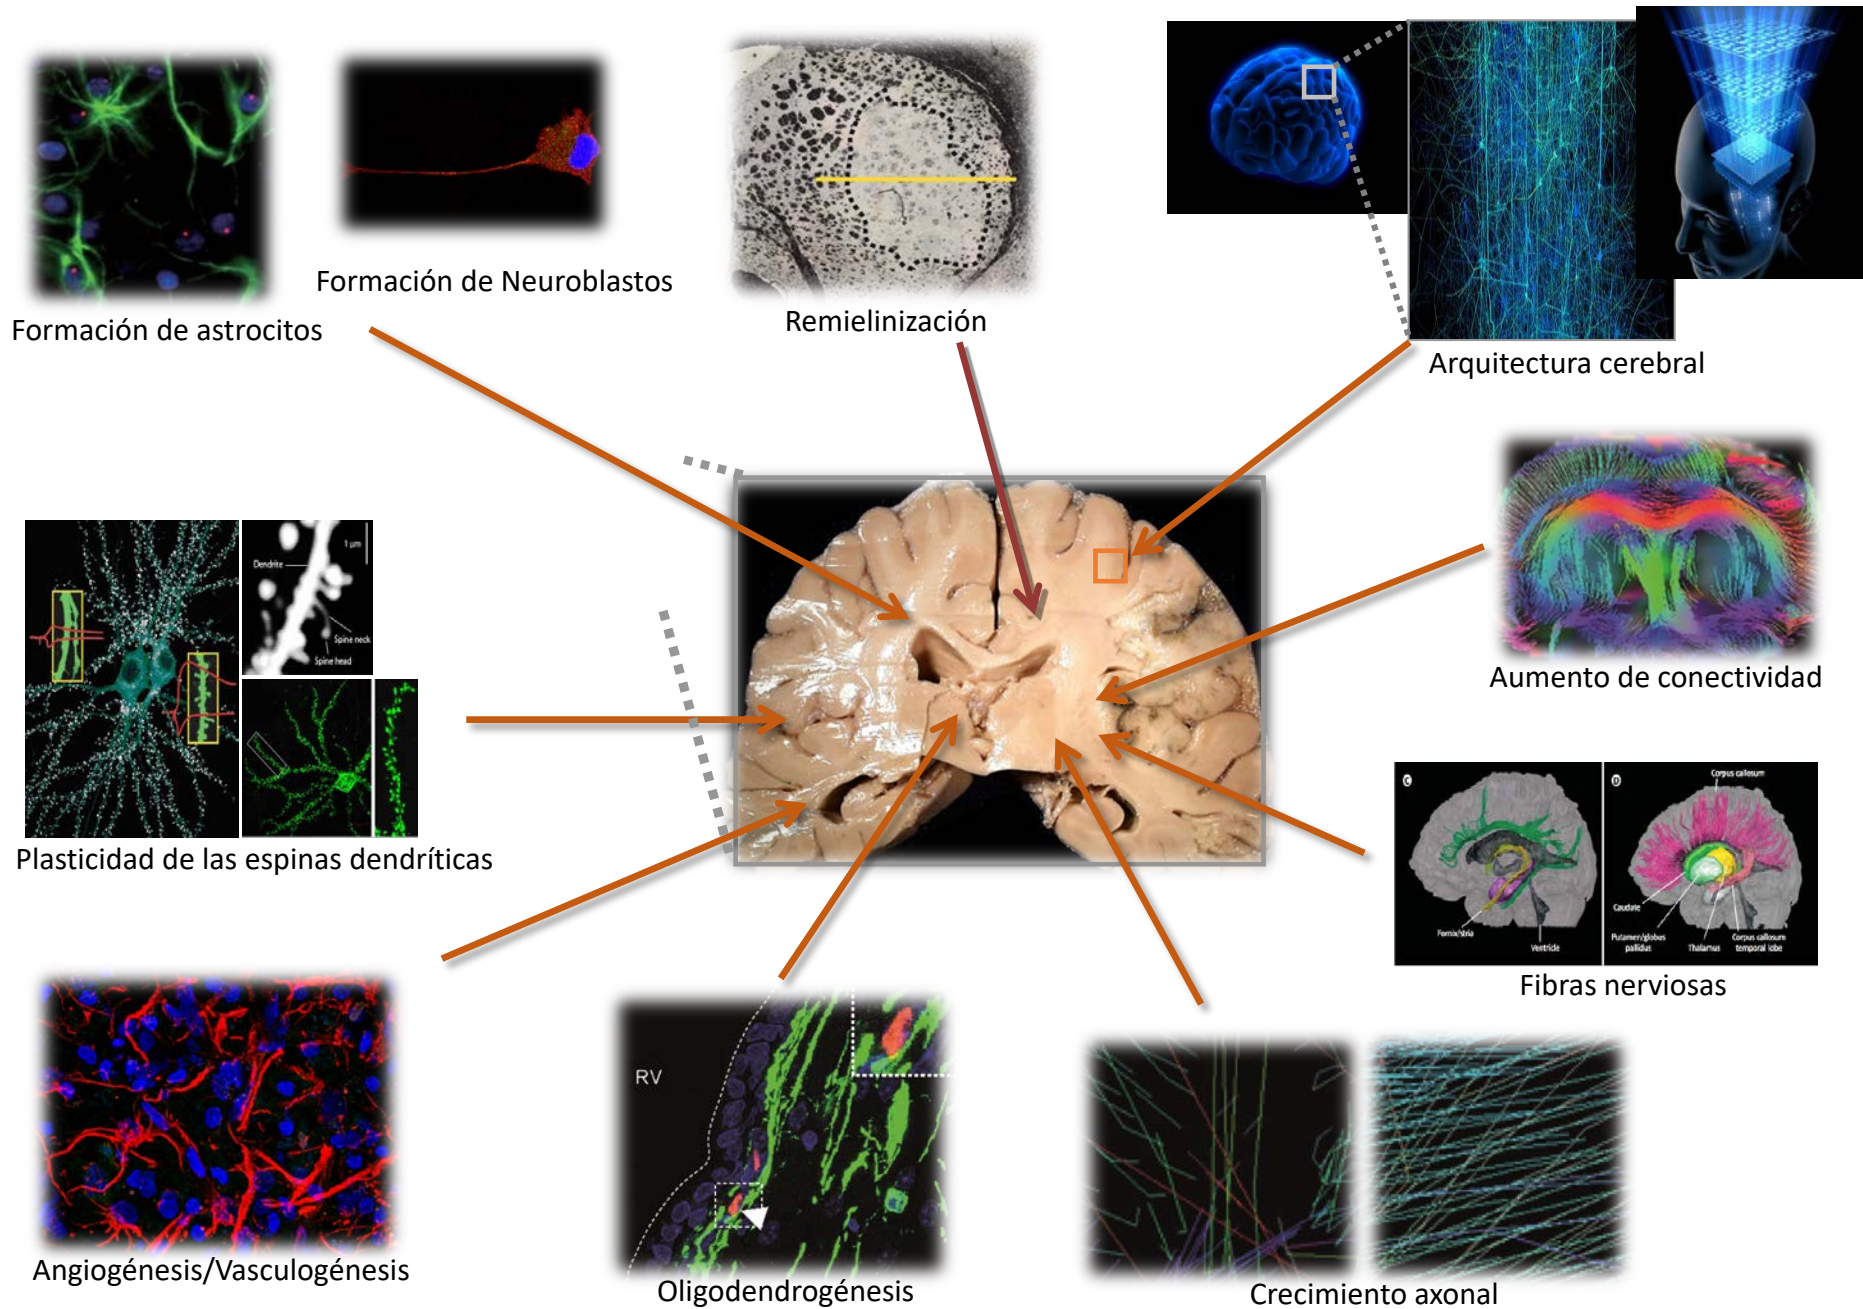 Formación de astrocitos
Formación de Neuroblastos
Remielinización
Arquitectura cerebral
Dendrite
1 µm
Spine neck
Spine head
Plasticidad de las espinas dendríticas
Aumento de conectividad
C
Fornix/stria
Ventricle
D
Corpus callosum
Caudate
Putamen/globus
pallidus
Thalamus
Corpus callosum
temporal lobe
Fibras nerviosas
Angiogénesis/Vasculogénesis
RV
Oligodendrogénesis
Crecimiento axonal